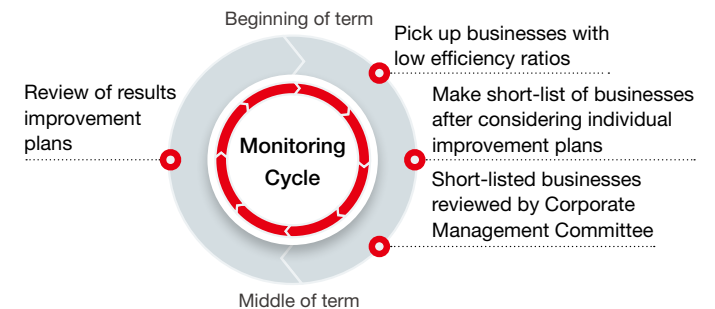 Beginning of term
Pick up businesses with
low efficiency ratios
Make short-list of businesses
after considering individual
improvement plans
Short-listed businesses
reviewed by Corporate
Management Committee
Middle of term
Review of results
improvement
plans
Monitoring
Cycle